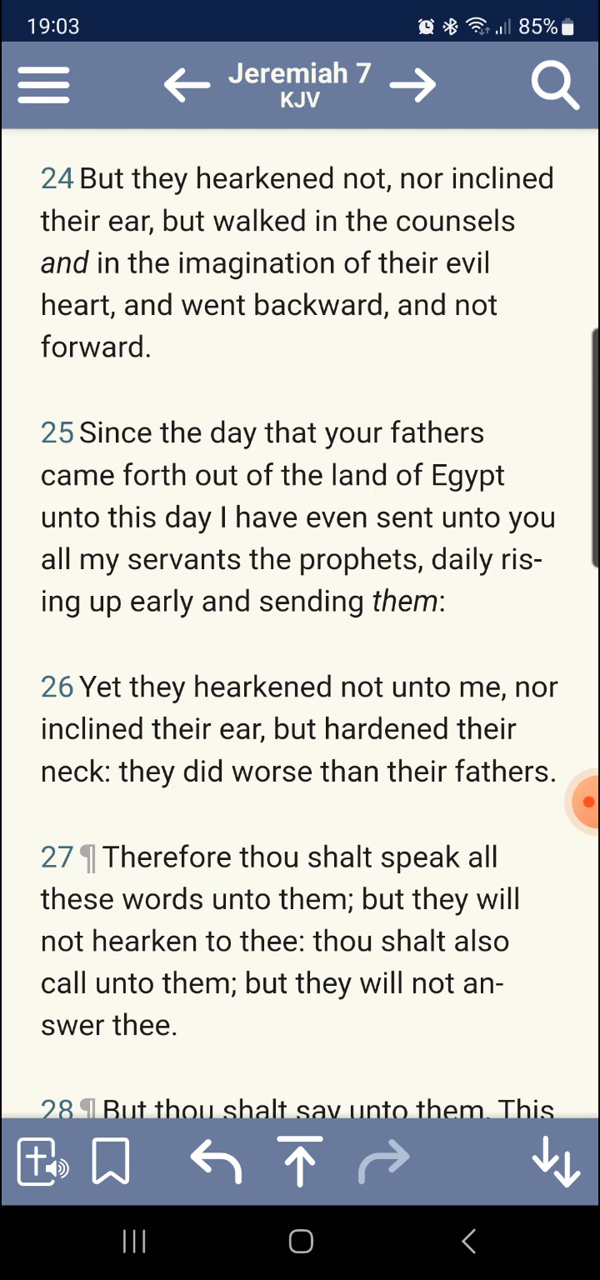 19:03
85%
Jeremiah 7
KJV
24 But they hearkened not, nor inclined
their ear, but walked in the counsels
and in the imagination of their evil
heart, and went backward, and not
forward.
25 Since the day that your fathers
came forth out of the land of Egypt
unto this day I have even sent unto you
all my servants the prophets, daily ris-
ing up early and sending them:
26 Yet they hearkened not unto me, nor
inclined their ear, but hardened their
neck: they did worse than their fathers.
27 ¶ Therefore thou shalt speak all
these words unto them; but they will
not hearken to thee: thou shalt also
call unto them; but they will not an-
swer thee.
28 ¶ But thou shalt say unto them, This